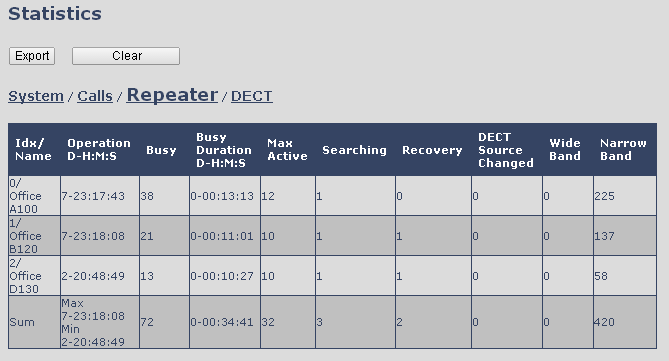 Statistics
Export Clear
System / Calls / Repeater / DECT
Idx/ Name Operation D-H:M:S Busy Busy Duration D-H:M:S Max Active Searching Recovery DECT Source Changed Wide Band Narrow Band
0/ Office A100 7-23:17:43 38 0-00:13:13 12 1 0 0 0 225
1/ Office B120 7-23:18:08 21 0-00:11:01 10 1 1 0 0 137
2/ Office D130 2-20:48:49 13 0-00:10:27 10 1 1 0 0 58
Sum Max 7-23:18:08 Min 2-20:48:49 72 0-00:34:41 32 3 2 0 0 420